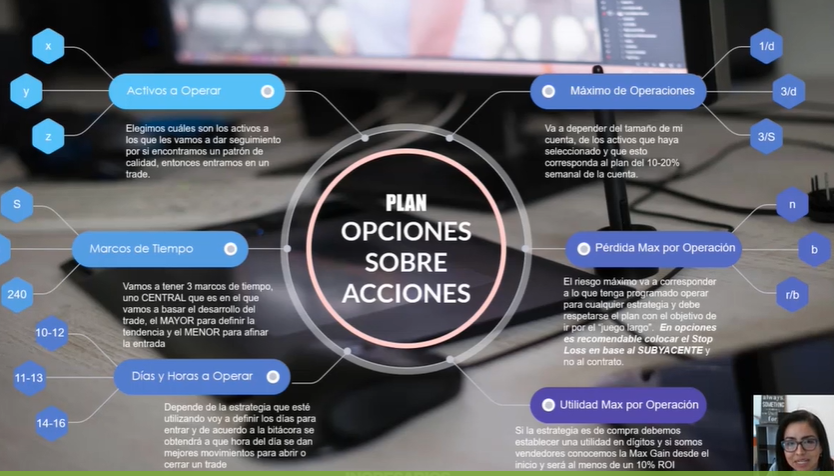 x
y
z
Activos a Operar
Elegimos cuáles son los activos a
los que les vamos a dar seguimiento
por si encontramos un patrón de
calidad, entonces entramos en un
trade.
S
240
Marcos de Tiempo
Vamos a tener 3 marcos de tiempo,
uno CENTRAL que es en el que
vamos a basar el desarrollo del
trade, el MAYOR para definir la
tendencia y el MENOR para afinar
la entrada
10-12
11-13
14-16
Días y Horas a Operar
Depende de la estrategia que esté
utilizando voy a definir los días para
entrar y de acuerdo a la bitácora se
obtendrá a que hora del día se dan
mejores movimientos para abrir o
cerrar un trade
PLAN
OPCIONES
SOBRE
ACCIONES
Máximo de Operaciones
1/d
3/d
3/S
Va a depender del tamaño de mi
cuenta, de los activos que haya
seleccionado y que esto
corresponda al plan del 10-20%
semanal de la cuenta.
Pérdida Max por Operación
n
b
r/b
El riesgo máximo va a corresponder
a lo que tenga programado operar
para cualquier estrategia y debe
respetarse el plan con el objetivo de
ir por el "juego largo". En opciones
es recomendable colocar el Stop
Loss en base al SUBYACENTE y
no al contrato.
Utilidad Max por Operación
Si la estrategia es de compra debemos
establecer una utilidad en dígitos y si somos
vendedores conocemos la Max Gain desde el
inicio y será al menos de un 10% ROI
always,